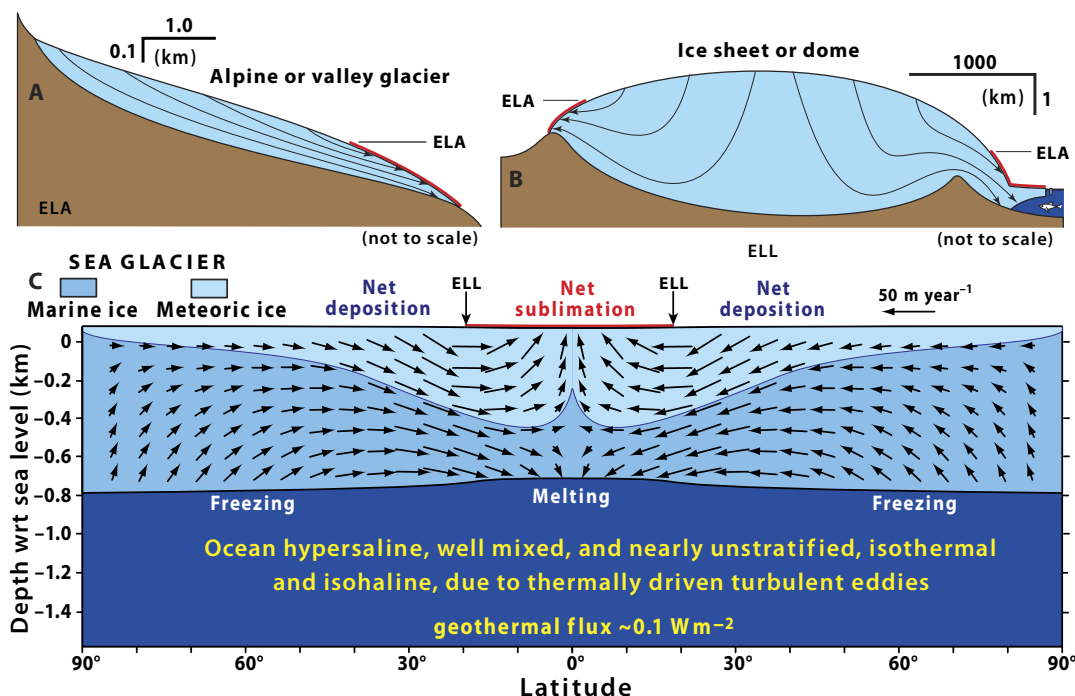 1.0
0.1
(km)
Alpine or valley glacier
A
ELA
ELA
(not to scale)
Ice sheet or dome
1000
(km)
1
ELA
ELA
B
(not to scale)
ELL
SEA GLACIER
C
Marine ice
Meteoric ice
Net
deposition
ELL
Net
sublimation
ELL
Net
deposition
50 m year⁻¹
Depth wrt sea level (km)
0
−0.2
−0.4
−0.6
−0.8
−1.0
−1.2
−1.4
Freezing
Melting
Freezing
Ocean hypersaline, well mixed, and nearly unstratified, isothermal
and isohaline, due to thermally driven turbulent eddies
geothermal flux ~0.1 Wm⁻²
90° 60° 30° 0° 30° 60° 90°
Latitude